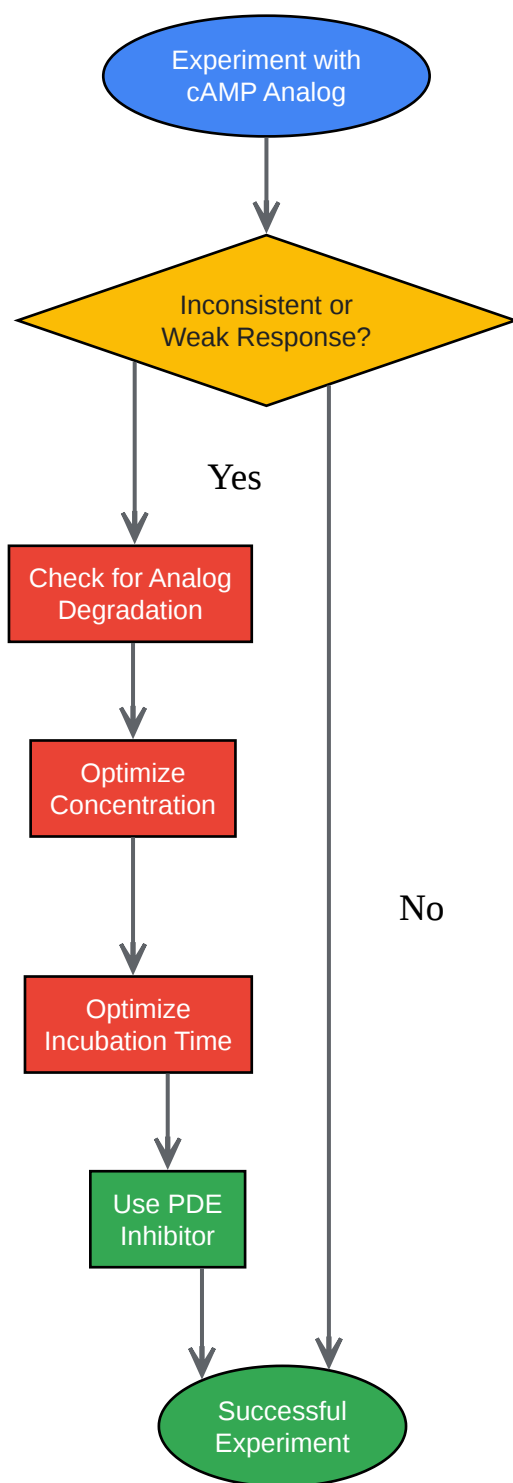 Experiment with
cAMP Analog
Inconsistent or
Weak Response?
Yes
Check for Analog
Degradation
Optimize
Concentration
No
Optimize
Incubation Time
Use PDE
Inhibitor
Successful
Experiment